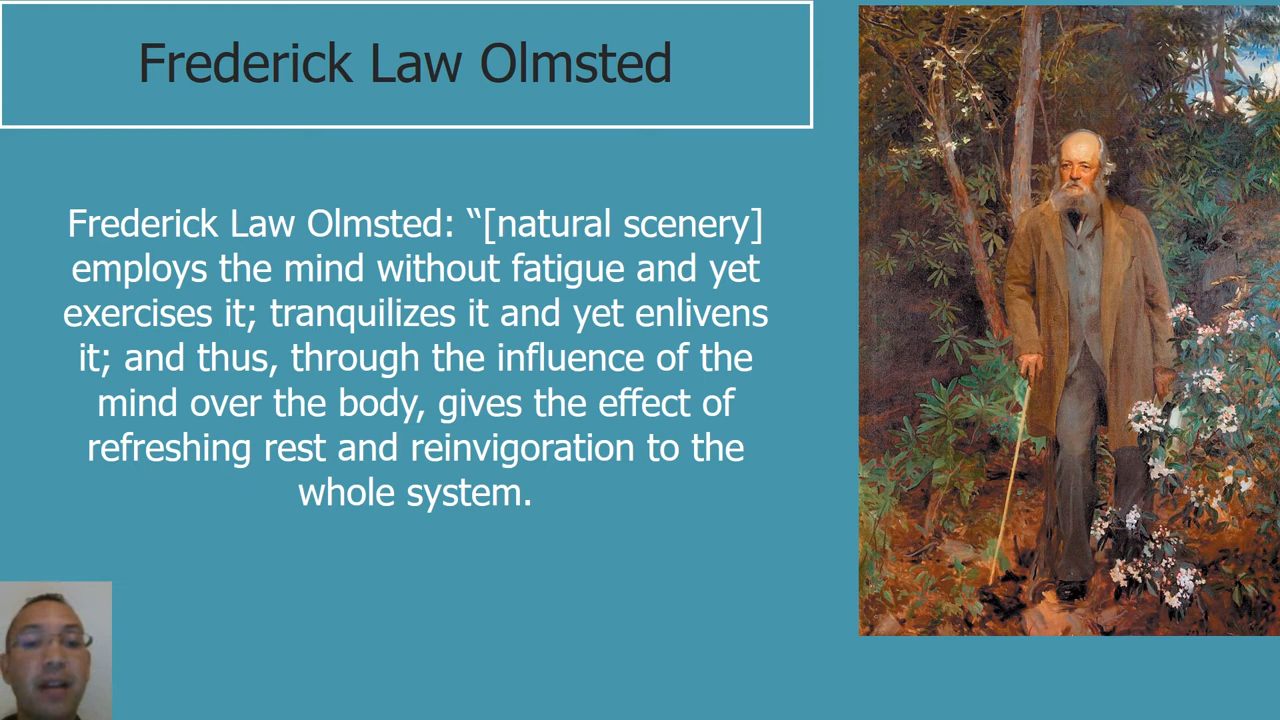 Frederick Law Olmsted
Frederick Law Olmsted: “[natural scenery]
employs the mind without fatigue and yet
exercises it; tranquilizes it and yet enlivens
it; and thus, through the influence of the
mind over the body, gives the effect of
refreshing rest and reinvigoration to the
whole system.